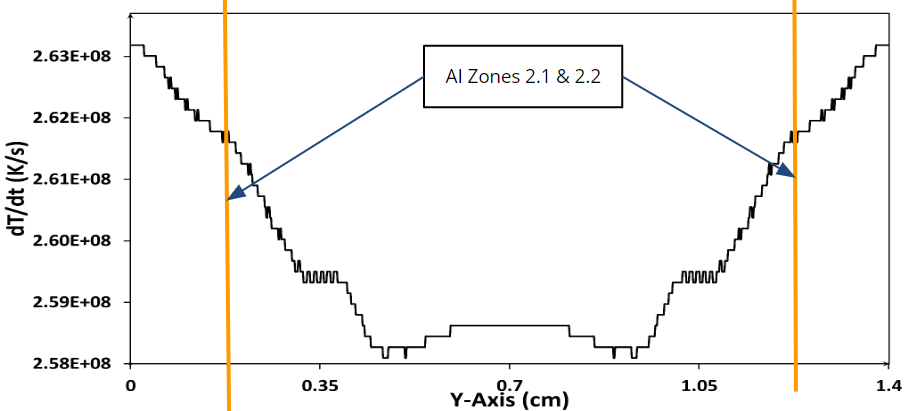 2.63E+08
2.62E+08
2.61E+08
2.60E+08
2.59E+08
2.58E+08
dT/dt (K/s)
AI Zones 2.1 & 2.2
0 0.35 0.7 1.05 1.4
Y-Axis (cm)